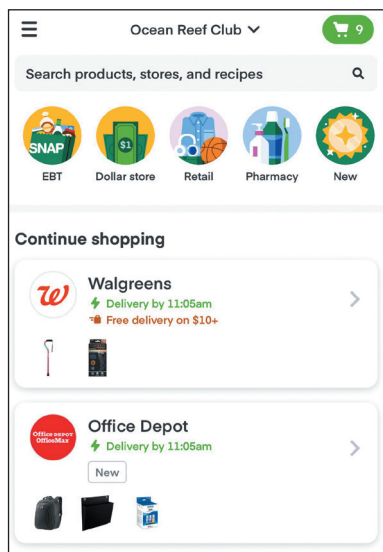 Ocean Reef Club
9
Search products, stores, and recipes
SNAP
$1
EBT
Dollar store
Retail
Pharmacy
New
Continue shopping
W
Walgreens
Delivery by 11:05am
Free delivery on $10+
Office DEPOT
OfficeMax
Office Depot
Delivery by 11:05am
New